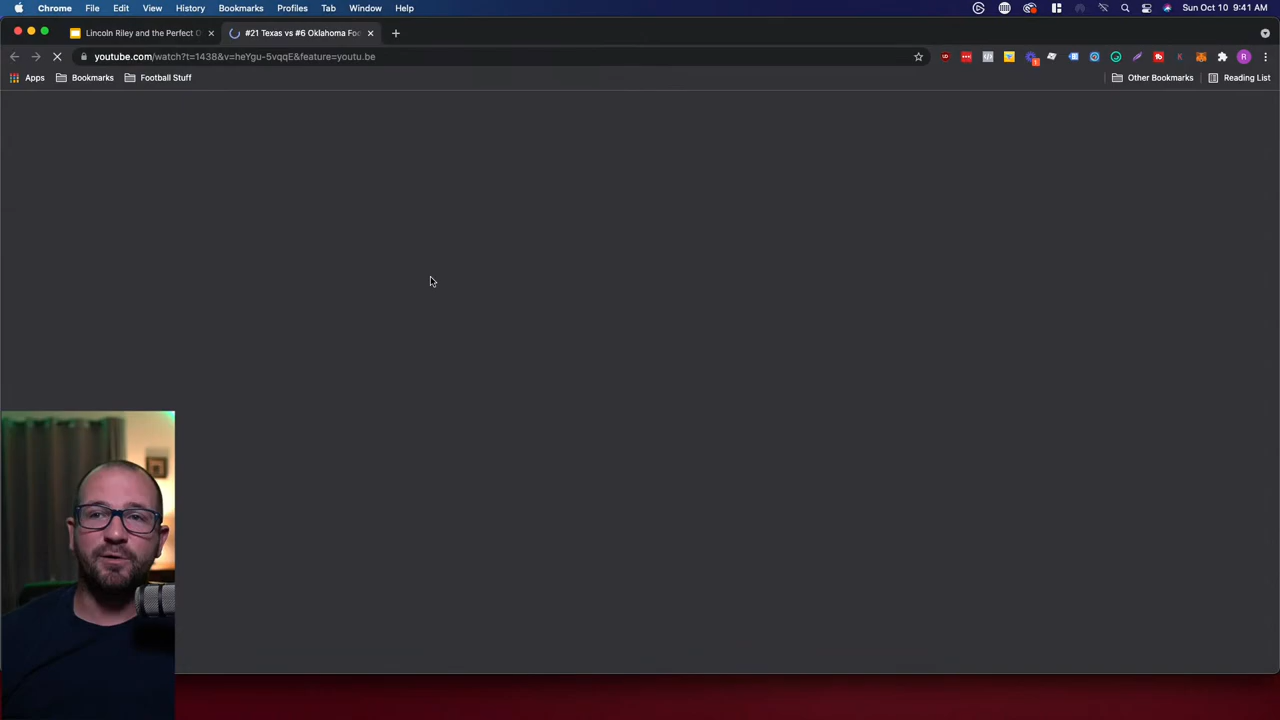 Chrome File Edit View History Bookmarks Profiles Tab Window Help Sun Oct 10 9:41 AM
Lincoln Riley and the Perfect O #21 Texas vs #6 Oklahoma Foo
youtube.com/watch?t=1438&v=heYgu-5vqqE&feature=youtu.be
Apps Bookmarks Football Stuff Other Bookmarks Reading List